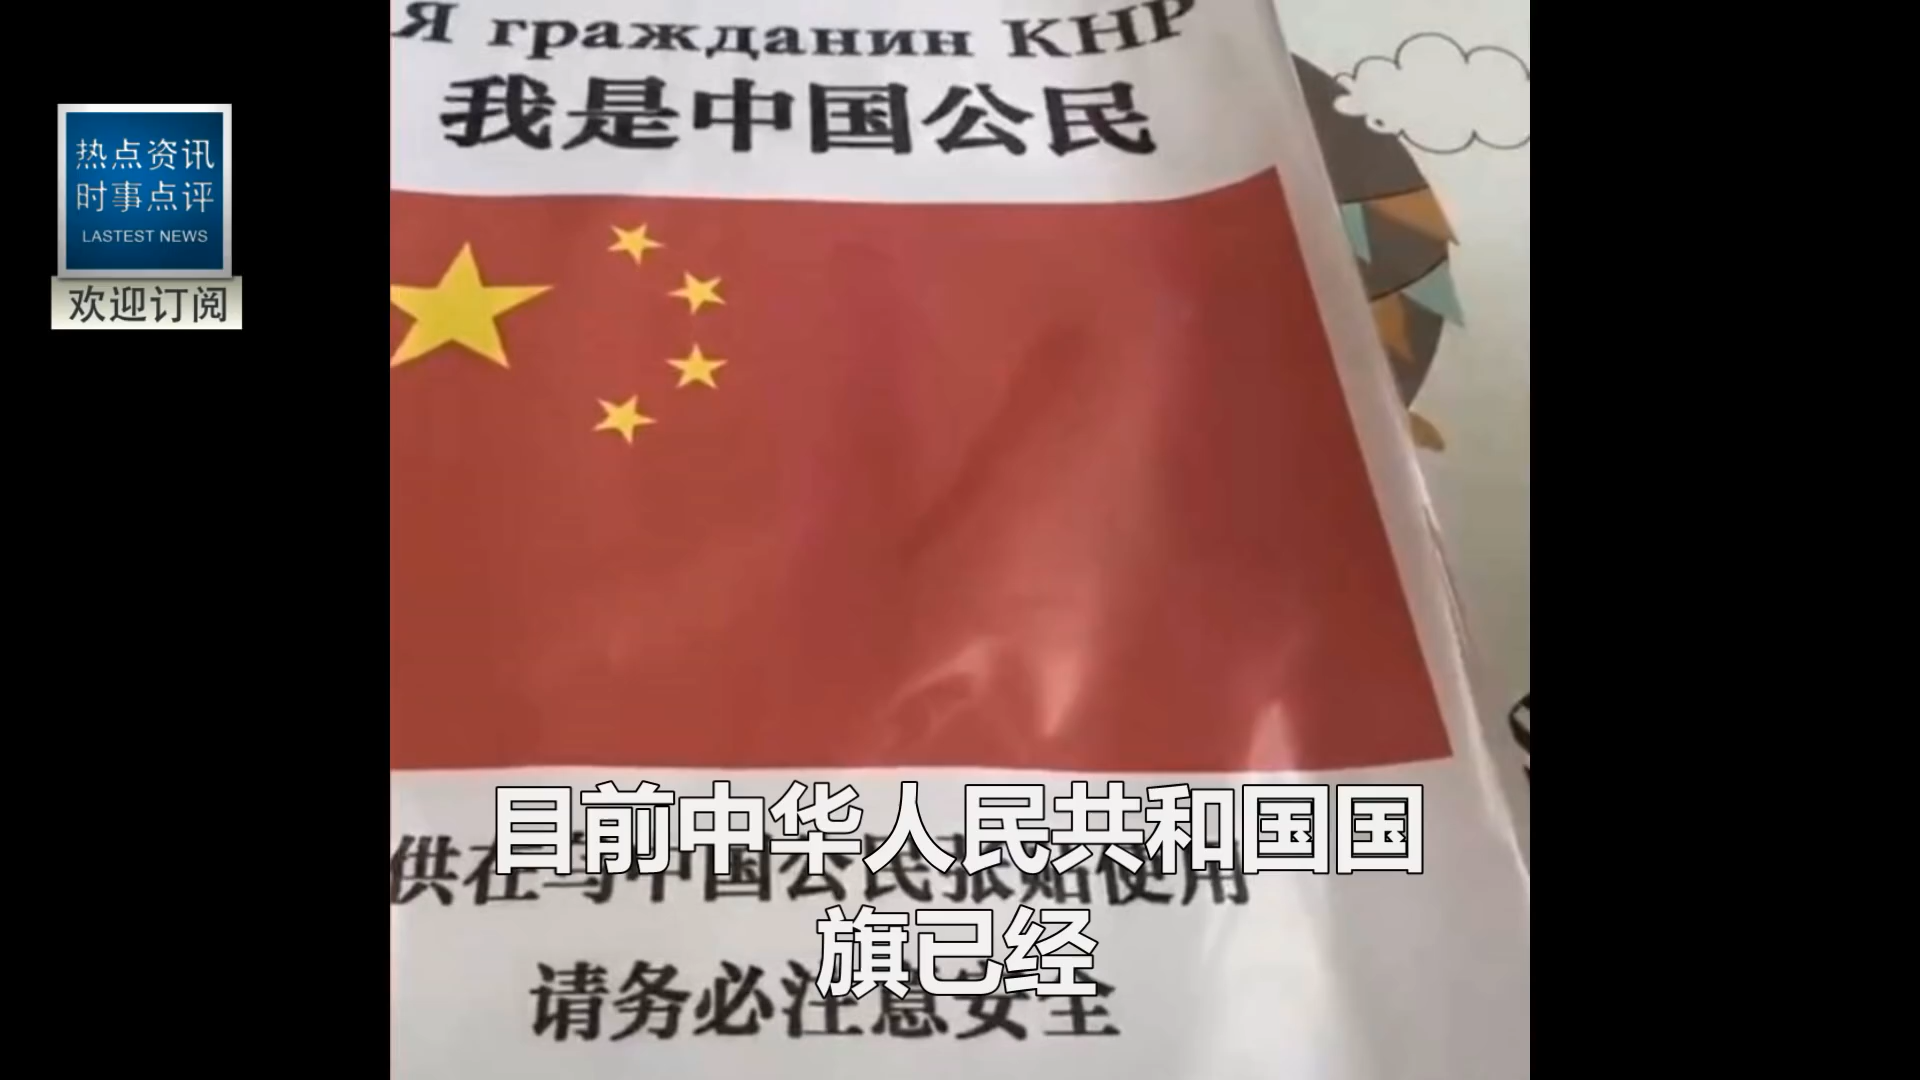 Я гражданин КНР
我是中国公民
热点资讯
时事点评
LASTEST NEWS
欢迎订阅
目前中华人民共和国国
旗已经
供在乌中国公民张贴使用
请务必注意安全